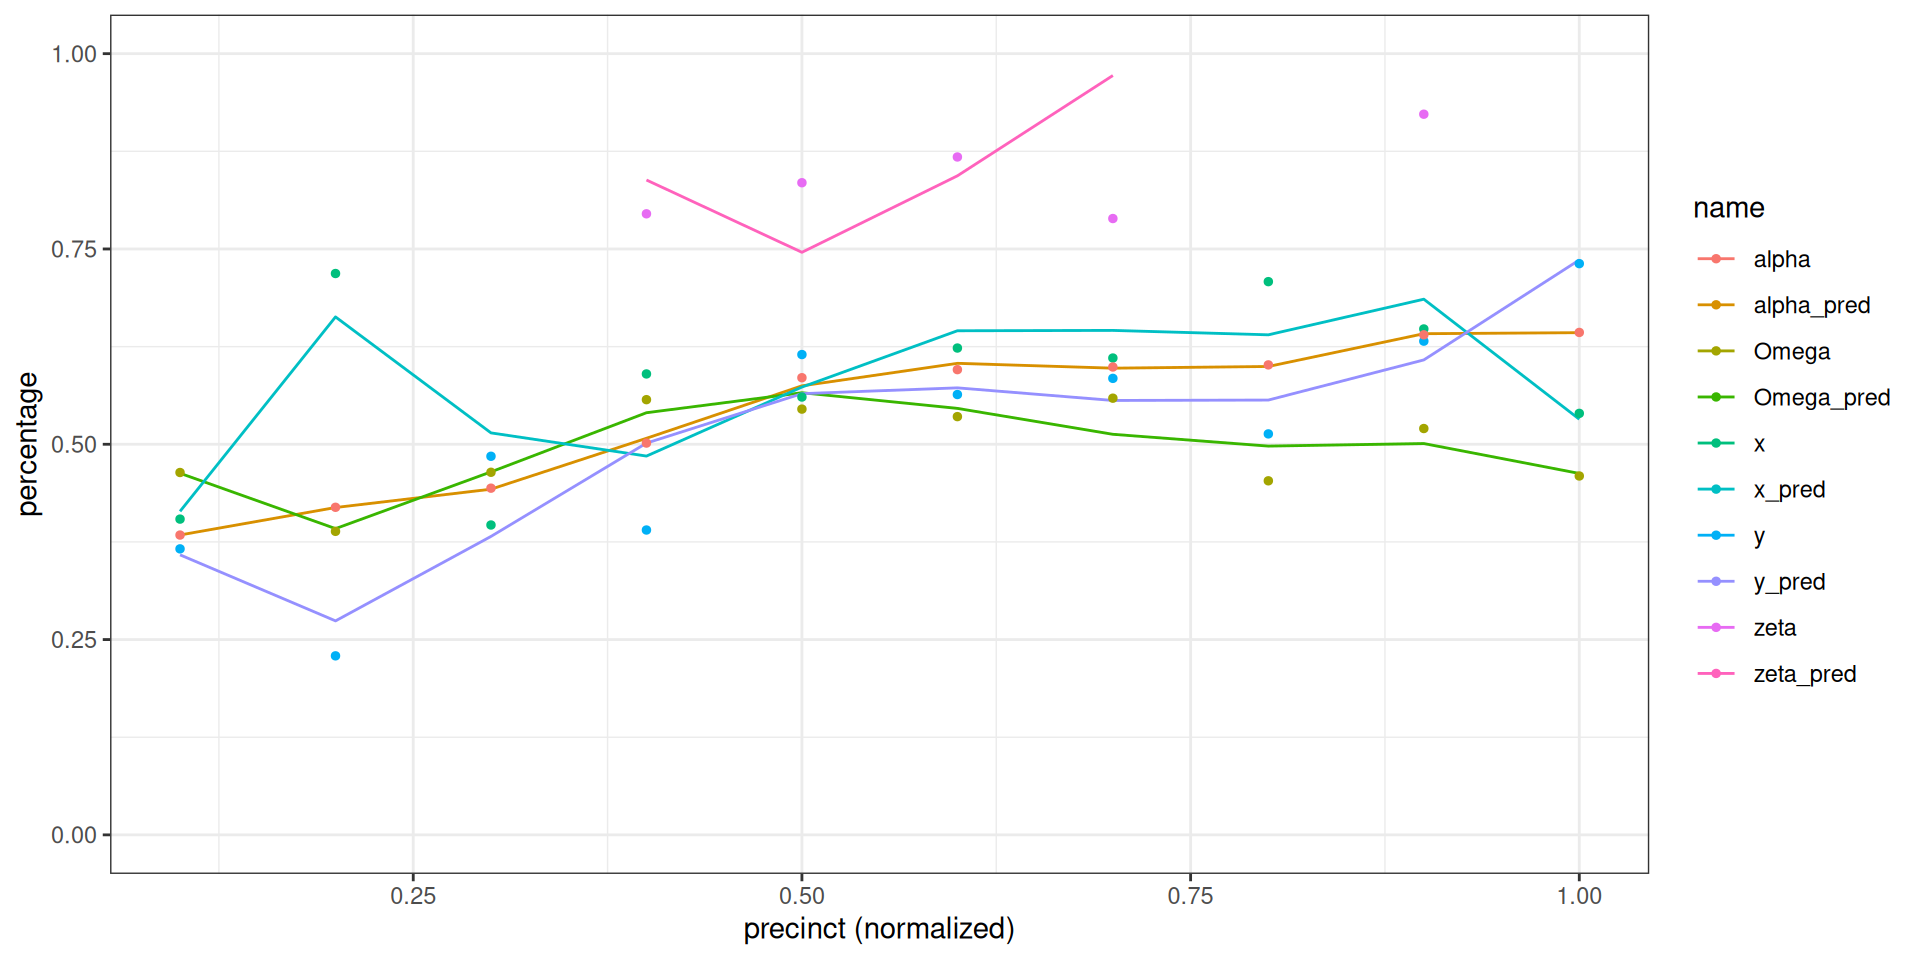 1.00
0.75
0.50
0.25
0.00
percentage
0.25
0.50
0.75
1.00
precinct (normalized)
name
alpha
alpha_pred
Omega
Omega_pred
x
x_pred
y
y_pred
zeta
zeta_pred